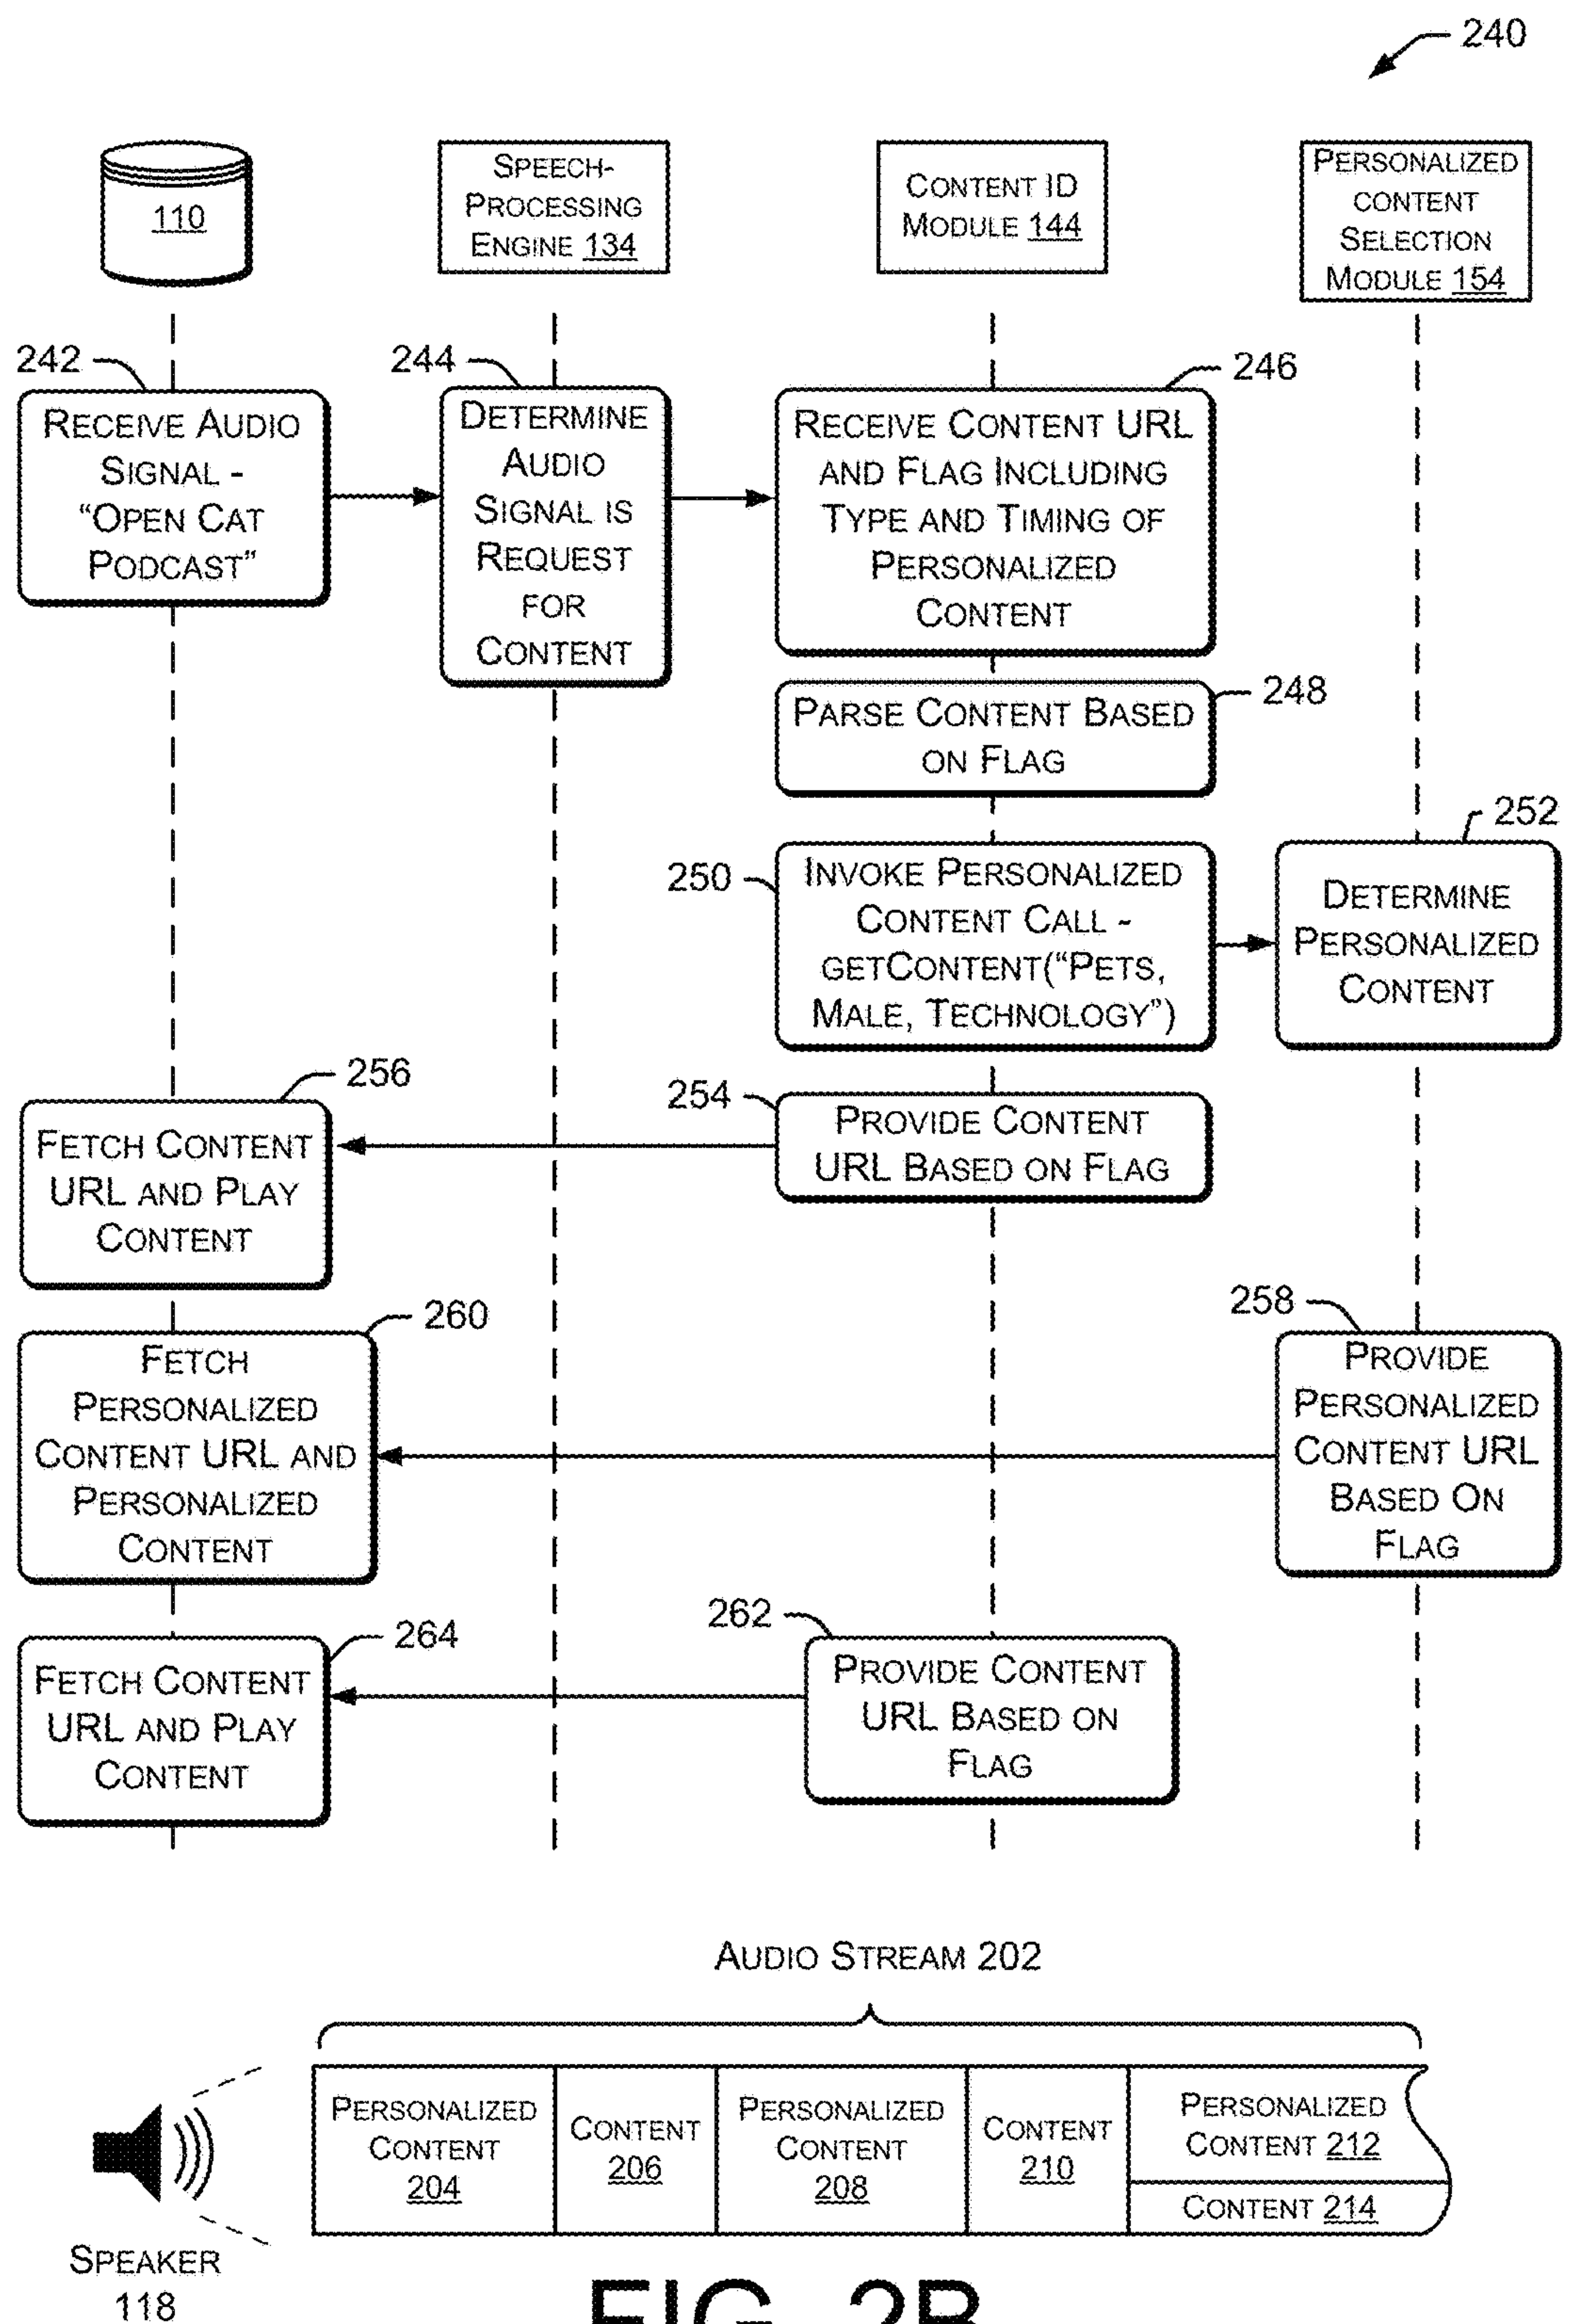 240
110
SPEECH-
PROCESSING
ENGINE 134
CONTENT ID
MODULE 144
PERSONALIZED
CONTENT
SELECTION
MODULE 154
242
RECEIVE AUDIO
SIGNAL -
“OPEN CAT
PODCAST”
244
DETERMINE
AUDIO
SIGNAL IS
REQUEST
FOR
CONTENT
246
RECEIVE CONTENT URL
AND FLAG INCLUDING
TYPE AND TIMING OF
PERSONALIZED
CONTENT
248
PARSE CONTENT BASED
ON FLAG
250
INVOKE PERSONALIZED
CONTENT CALL -
GETCONTENT(“PETS,
MALE, TECHNOLOGY”)
252
DETERMINE
PERSONALIZED
CONTENT
254
PROVIDE CONTENT
URL BASED ON FLAG
256
FETCH CONTENT
URL AND PLAY
CONTENT
258
PROVIDE
PERSONALIZED
CONTENT URL
BASED ON
FLAG
260
FETCH
PERSONALIZED
CONTENT URL AND
PERSONALIZED
CONTENT
262
PROVIDE CONTENT
URL BASED ON
FLAG
264
FETCH CONTENT
URL AND PLAY
CONTENT
AUDIO STREAM 202
PERSONALIZED
CONTENT
204
CONTENT
206
PERSONALIZED
CONTENT
208
CONTENT
210
PERSONALIZED
CONTENT 212
CONTENT 214
SPEAKER
118
FIG. 2B